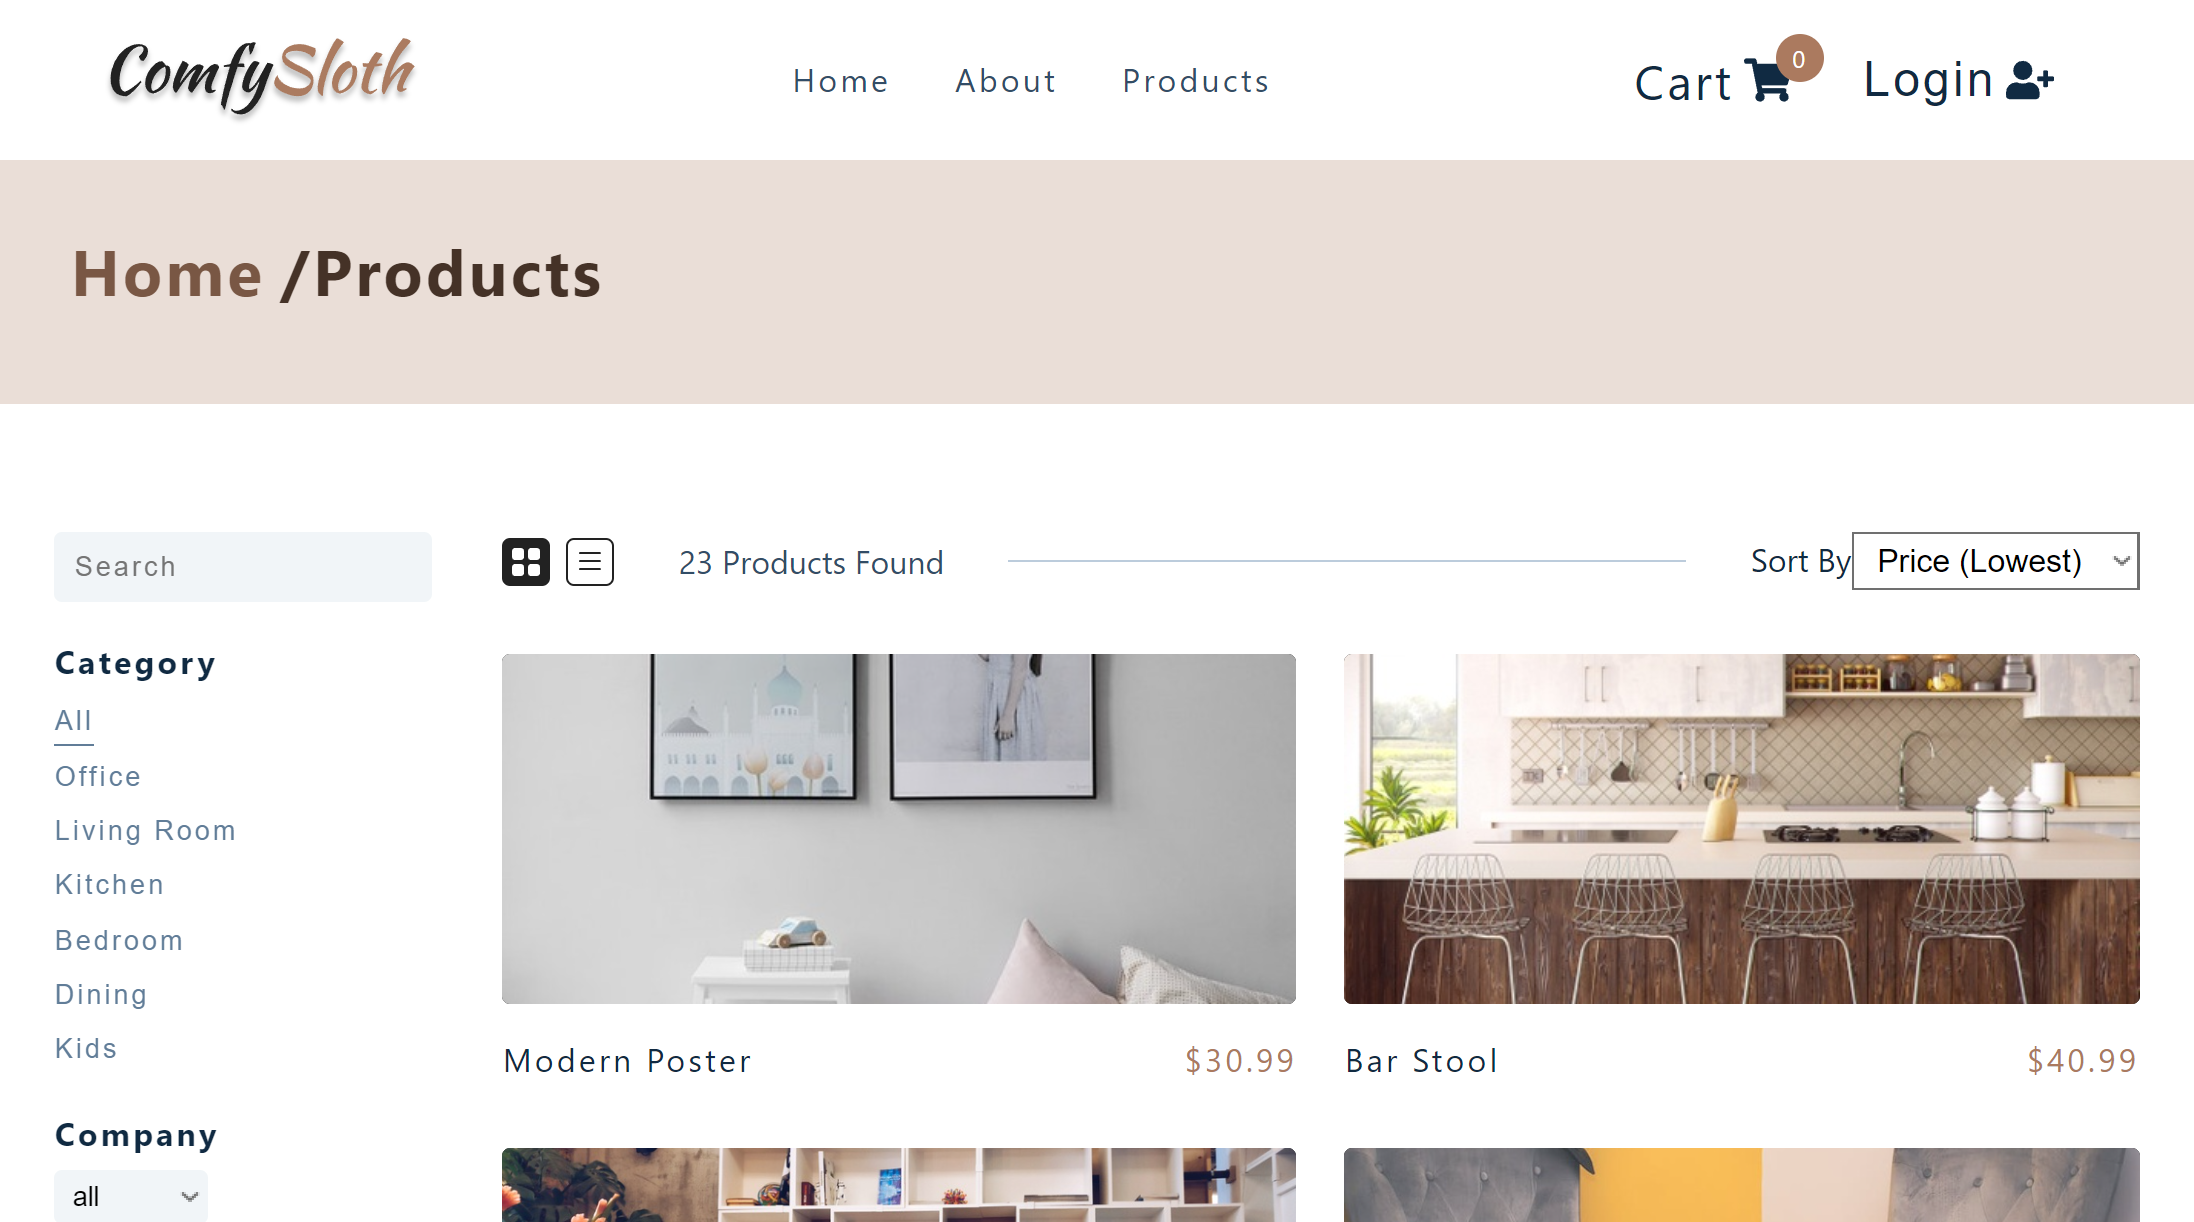 ComfySloth
Home About Products
Cart 0 Login
Home /Products
Search
23 Products Found
Sort By Price (Lowest)
Category
All
Office
Living Room
Kitchen
Bedroom
Dining
Kids
Company
all
Modern Poster $30.99
Bar Stool $40.99